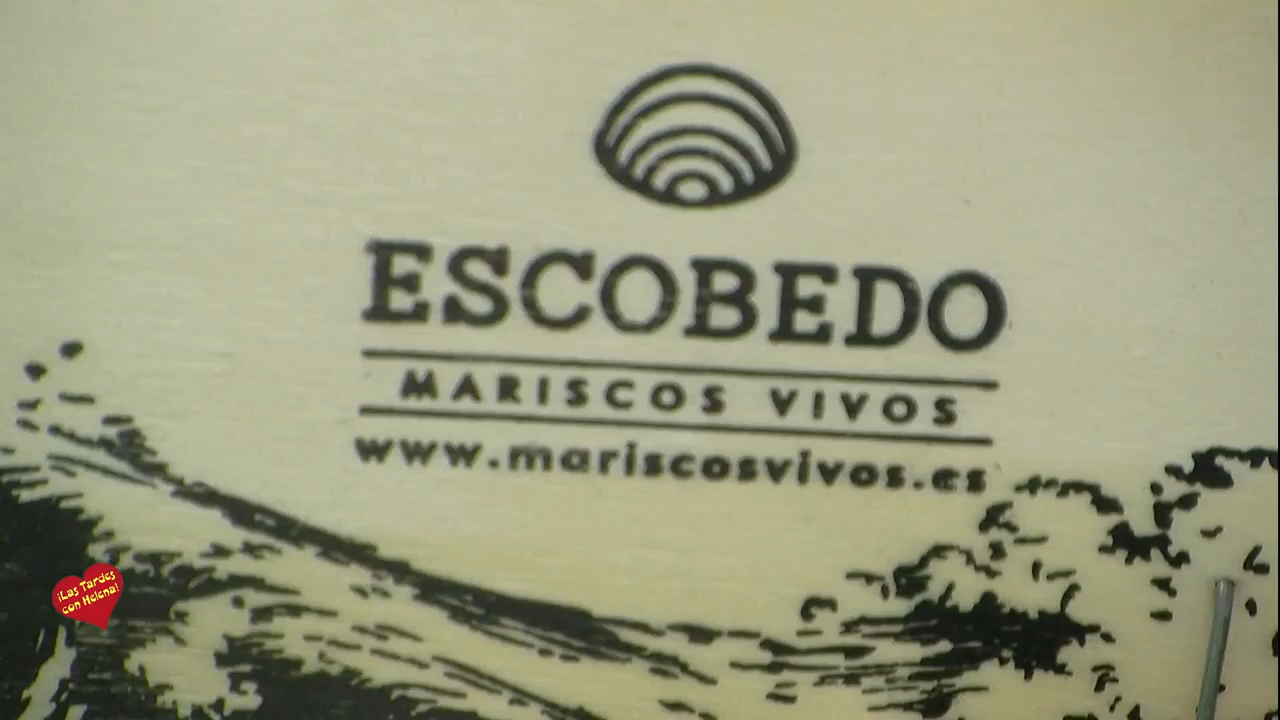 ESCOBEDO
MARISCOS VIVOS
www.mariscosvivos.es
¡Las Tardes
con Helena!